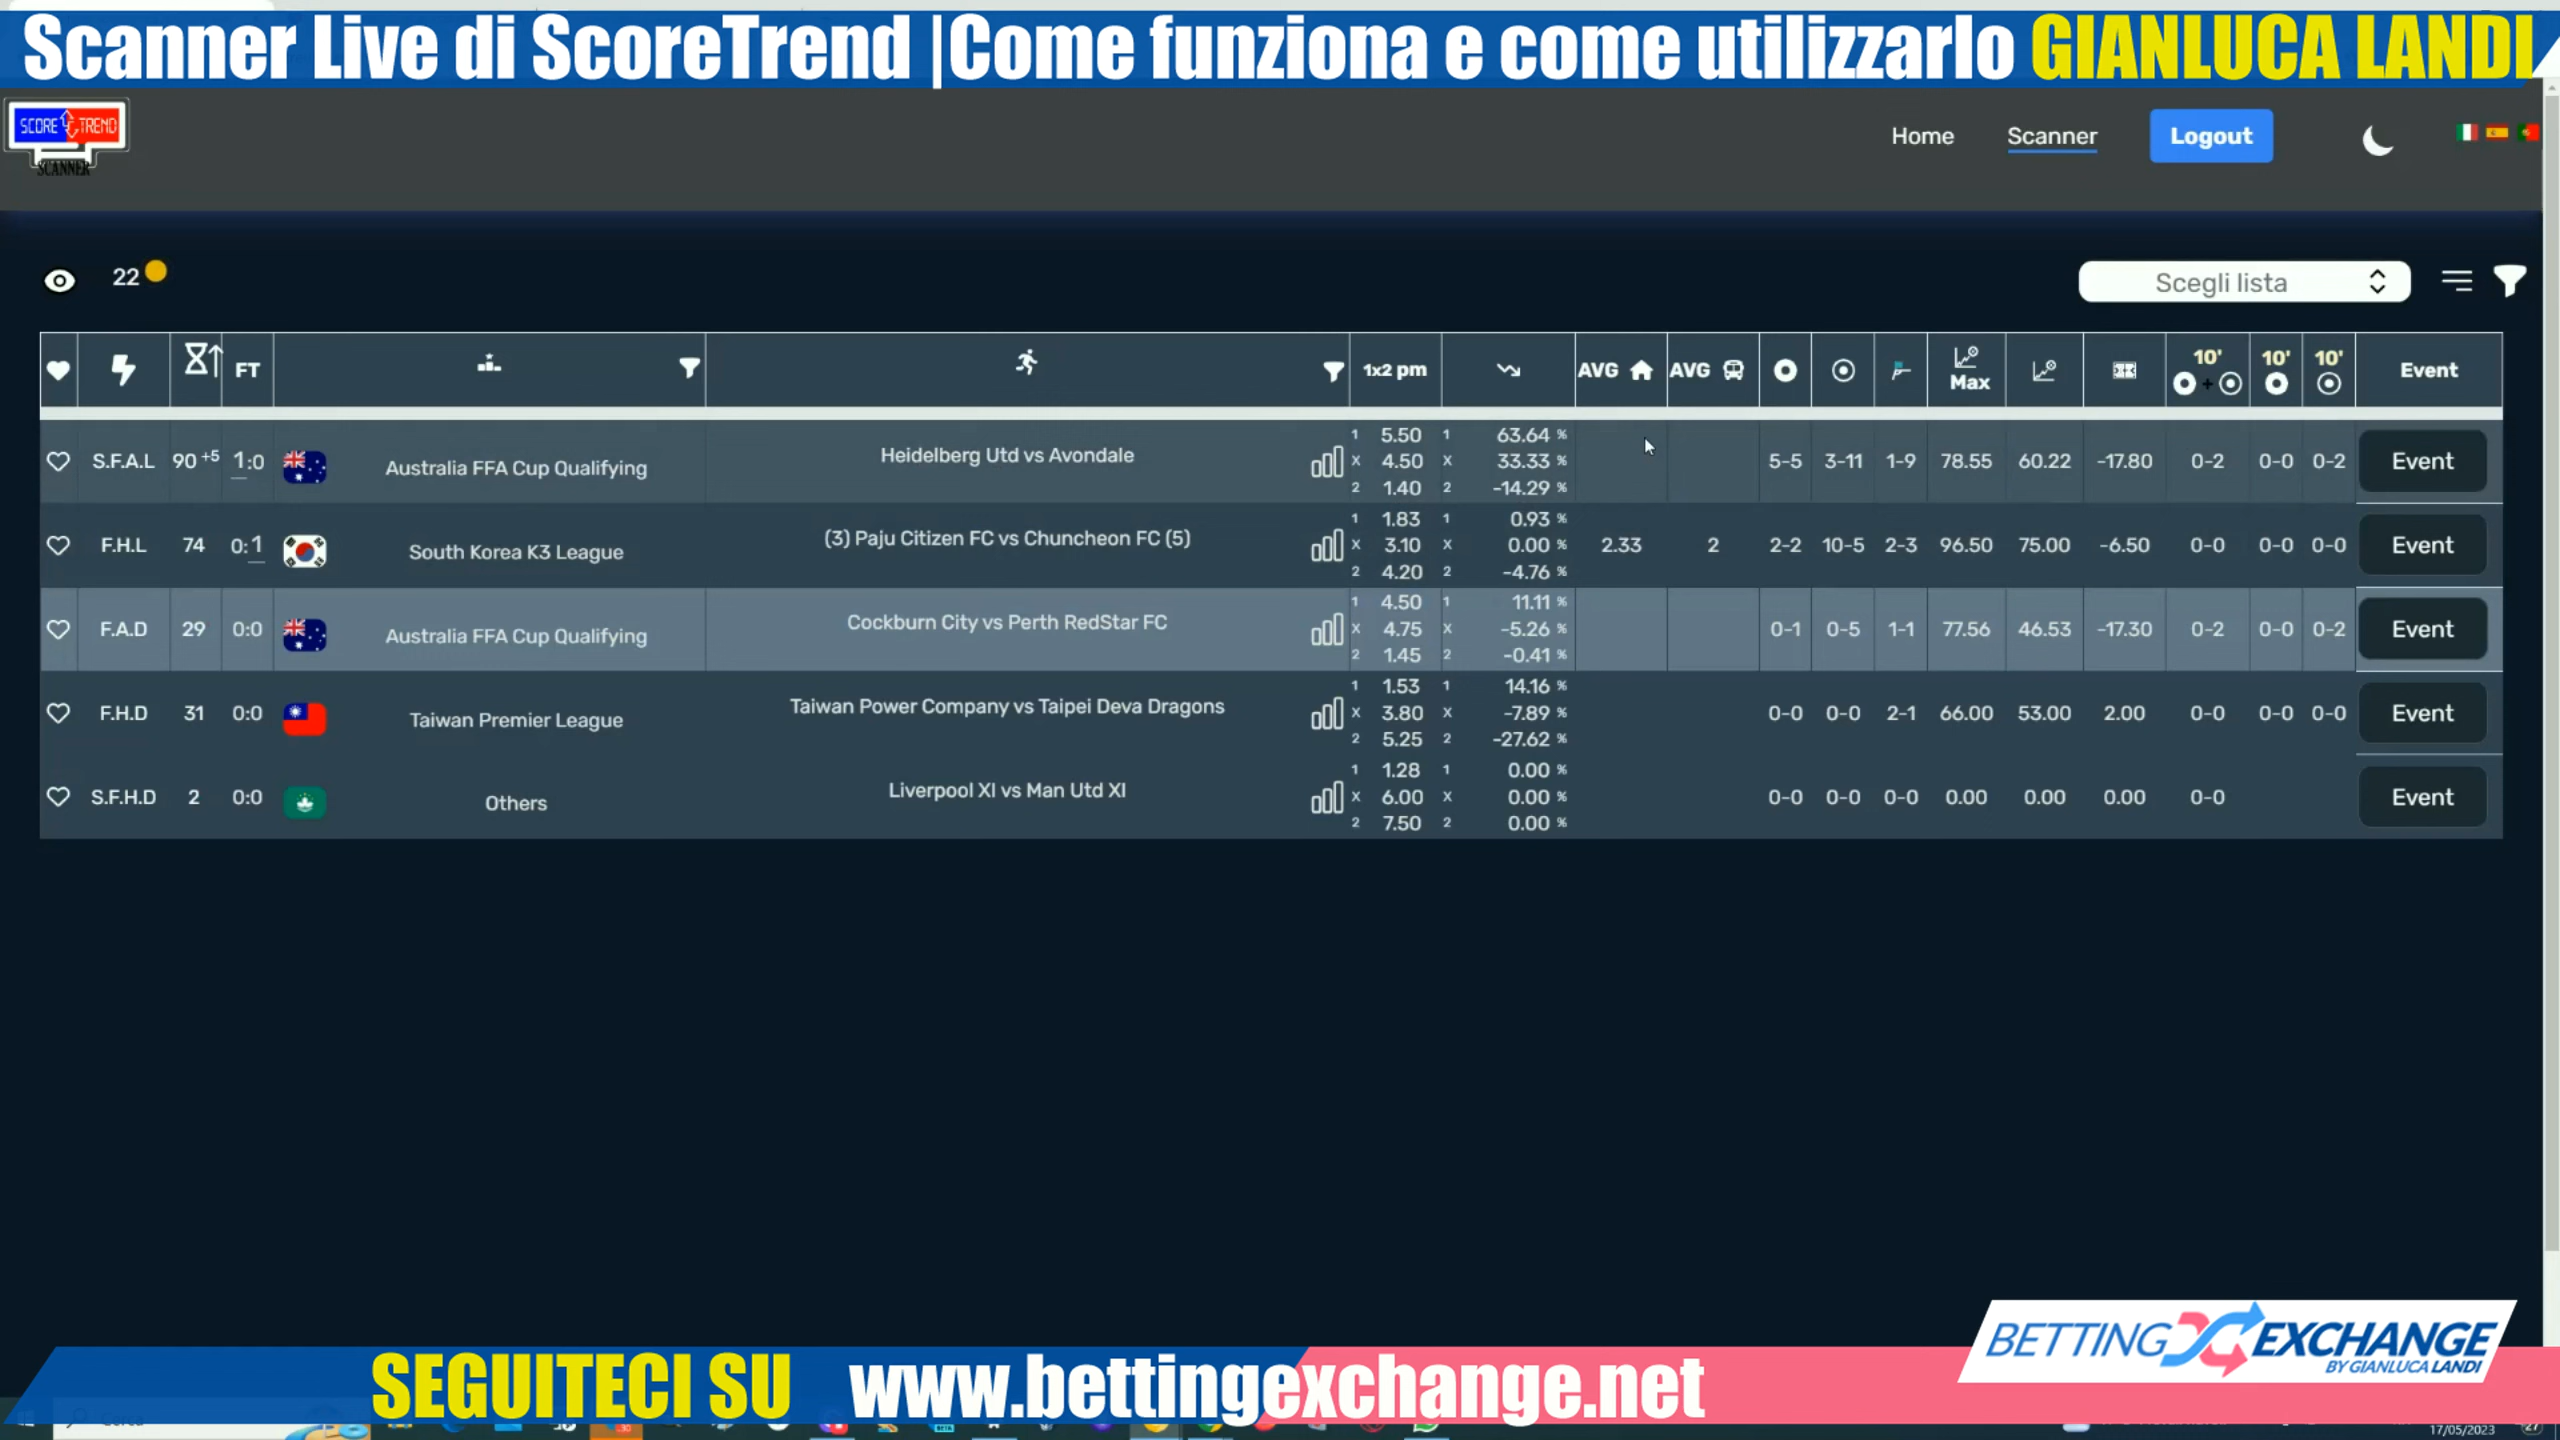 Scanner Live di ScoreTrend |Come funziona e come utilizzarlo GIANLUCA LANDI
SCORE TREND
SCANNER
Home Scanner Logout
22
Scegli lista
FT 1x2 pm AVG AVG Max 10' + 10' 10' Event
S.F.A.L 90 +5 1:0 Australia FFA Cup Qualifying Heidelberg Utd vs Avondale 1 5.50 1 63.64 % X 4.50 X 33.33 % 2 1.40 2 -14.29 % 5-5 3-11 1-9 78.55 60.22 -17.80 0-2 0-0 0-2 Event
F.H.L 74 0:1 South Korea K3 League (3) Paju Citizen FC vs Chuncheon FC (5) 1 1.83 1 0.93 % X 3.10 X 0.00 % 2 4.20 2 -4.76 % 2.33 2 2-2 10-5 2-3 96.50 75.00 -6.50 0-0 0-0 0-0 Event
F.A.D 29 0:0 Australia FFA Cup Qualifying Cockburn City vs Perth RedStar FC 1 4.50 1 11.11 % X 4.75 X -5.26 % 2 1.45 2 -0.41 % 0-1 0-5 1-1 77.56 46.53 -17.30 0-2 0-0 0-2 Event
F.H.D 31 0:0 Taiwan Premier League Taiwan Power Company vs Taipei Deva Dragons 1 1.53 1 14.16 % X 3.80 X -7.89 % 2 5.25 2 -27.62 % 0-0 0-0 2-1 66.00 53.00 2.00 0-0 0-0 0-0 Event
S.F.H.D 2 0:0 Others Liverpool XI vs Man Utd XI 1 1.28 1 0.00 % X 6.00 X 0.00 % 2 7.50 2 0.00 % 0-0 0-0 0-0 0.00 0.00 0.00 0-0 Event
BETTING EXCHANGE
BY GIANLUCA LANDI
SEGUITECI SU www.bettingexchange.net
17/05/2023